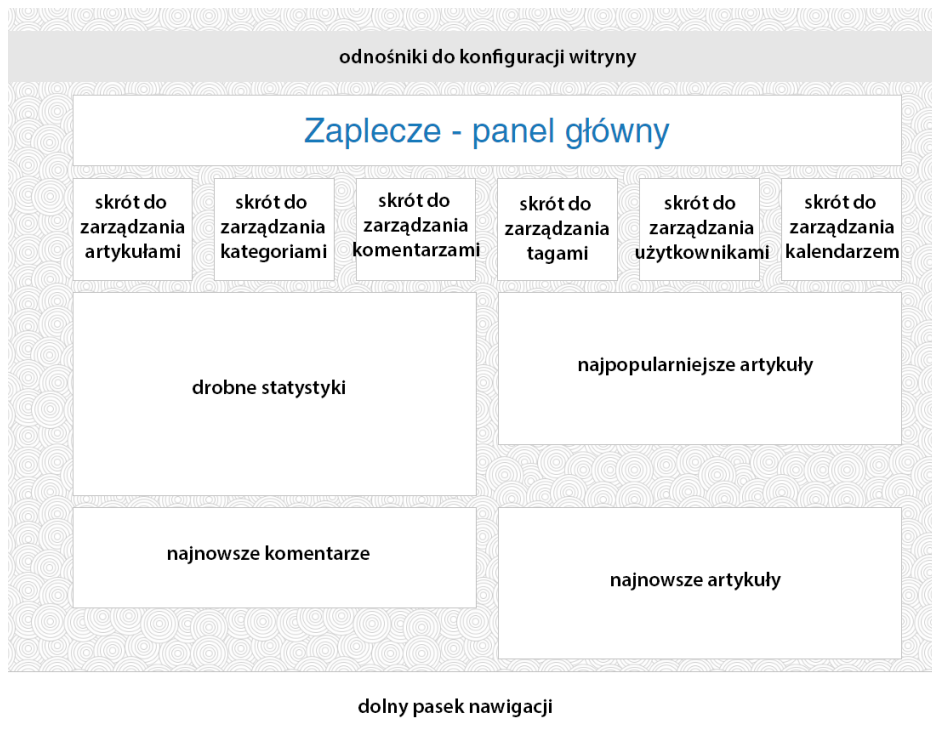 odnośniki do konfiguracji witryny
Zaplecze - panel główny
skrót do
zarządzania
artykułami
skrót do
zarządzania
kategoriami
skrót do
zarządzania
komentarzami
skrót do
zarządzania
tagami
skrót do
zarządzania
użytkownikami
skrót do
zarządzania
kalendarzem
drobne statystyki
najpopularniejsze artykuły
najnowsze komentarze
najnowsze artykuły
dolny pasek nawigacji